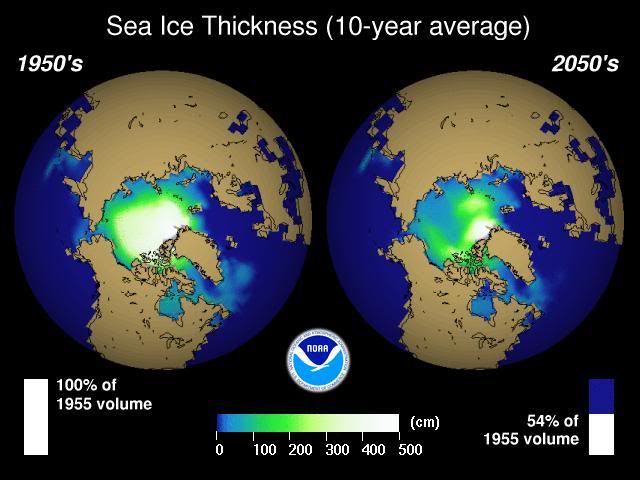 Sea Ice Thickness (10-year average)
1950's
2050's
NOAA
100% of
1955 volume
54% of
1955 volume
(cm)
0 100 200 300 400 500